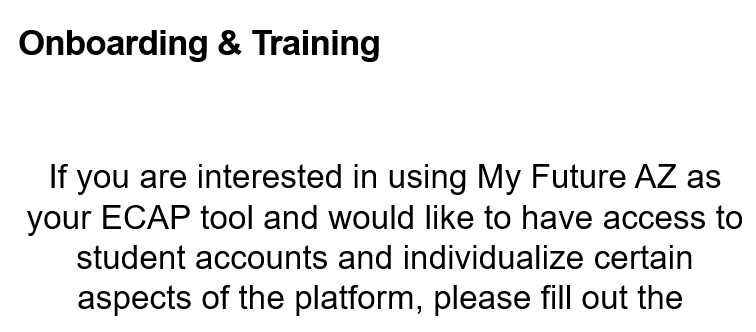 Onboarding & Training
If you are interested in using My Future AZ as
your ECAP tool and would like to have access to
student accounts and individualize certain
aspects of the platform, please fill out the